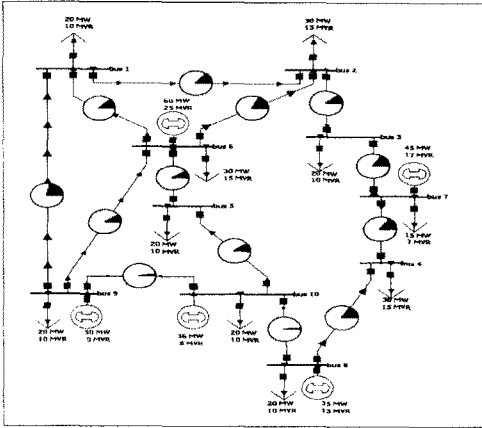 20 MW
10 MVR
30 MW
15 MVR
bus 1
bus 2
60 MW
25 MVR
bus 6
bus 3
30 MW
15 MVR
20 MW
10 MVR
45 MW
17 MVR
bus 7
bus 5
20 MW
10 MVR
15 MW
7 MVR
bus 4
30 MW
15 MVR
bus 9
bus 10
20 MW
10 MVR
30 MW
9 MVR
36 MW
8 MVR
20 MW
10 MVR
bus 8
20 MW
10 MVR
35 MW
13 MVR